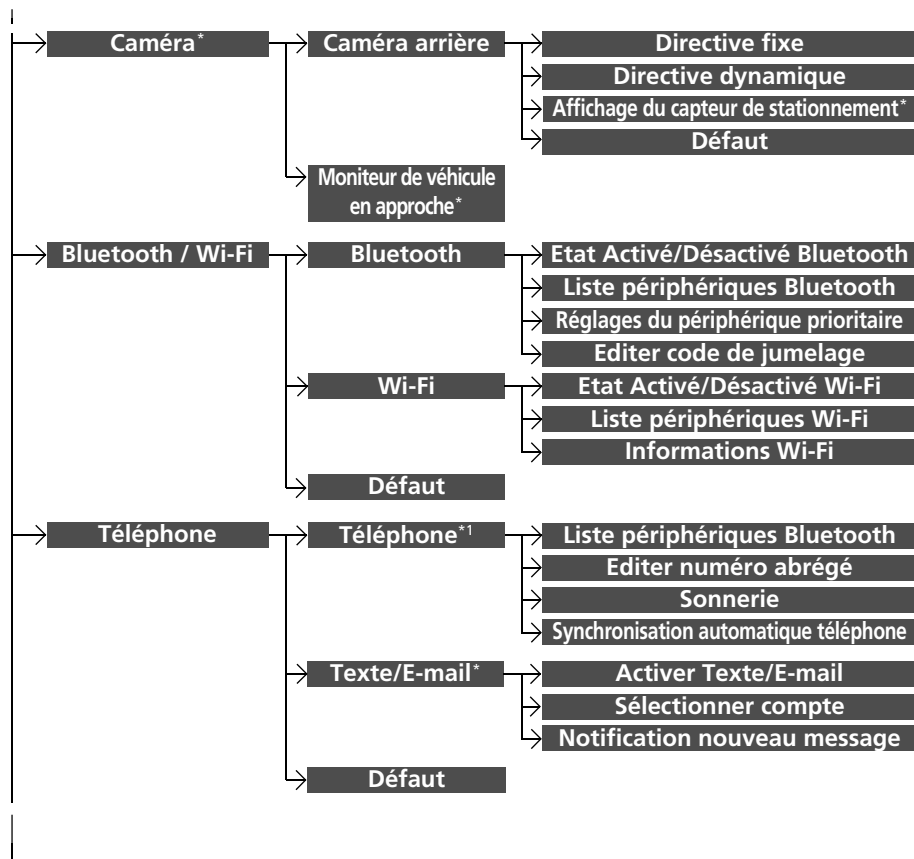 Caméra*
Caméra arrière
Directive fixe
Directive dynamique
Affichage du capteur de stationnement*
Défaut
Moniteur de véhicule
en approche*
Bluetooth / Wi-Fi
Bluetooth
Etat Activé/Désactivé Bluetooth
Liste périphériques Bluetooth
Réglages du périphérique prioritaire
Editer code de jumelage
Wi-Fi
Etat Activé/Désactivé Wi-Fi
Liste périphériques Wi-Fi
Informations Wi-Fi
Défaut
Téléphone
Téléphone*1
Liste périphériques Bluetooth
Editer numéro abrégé
Sonnerie
Synchronisation automatique téléphone
Texte/E-mail*
Activer Texte/E-mail
Sélectionner compte
Notification nouveau message
Défaut